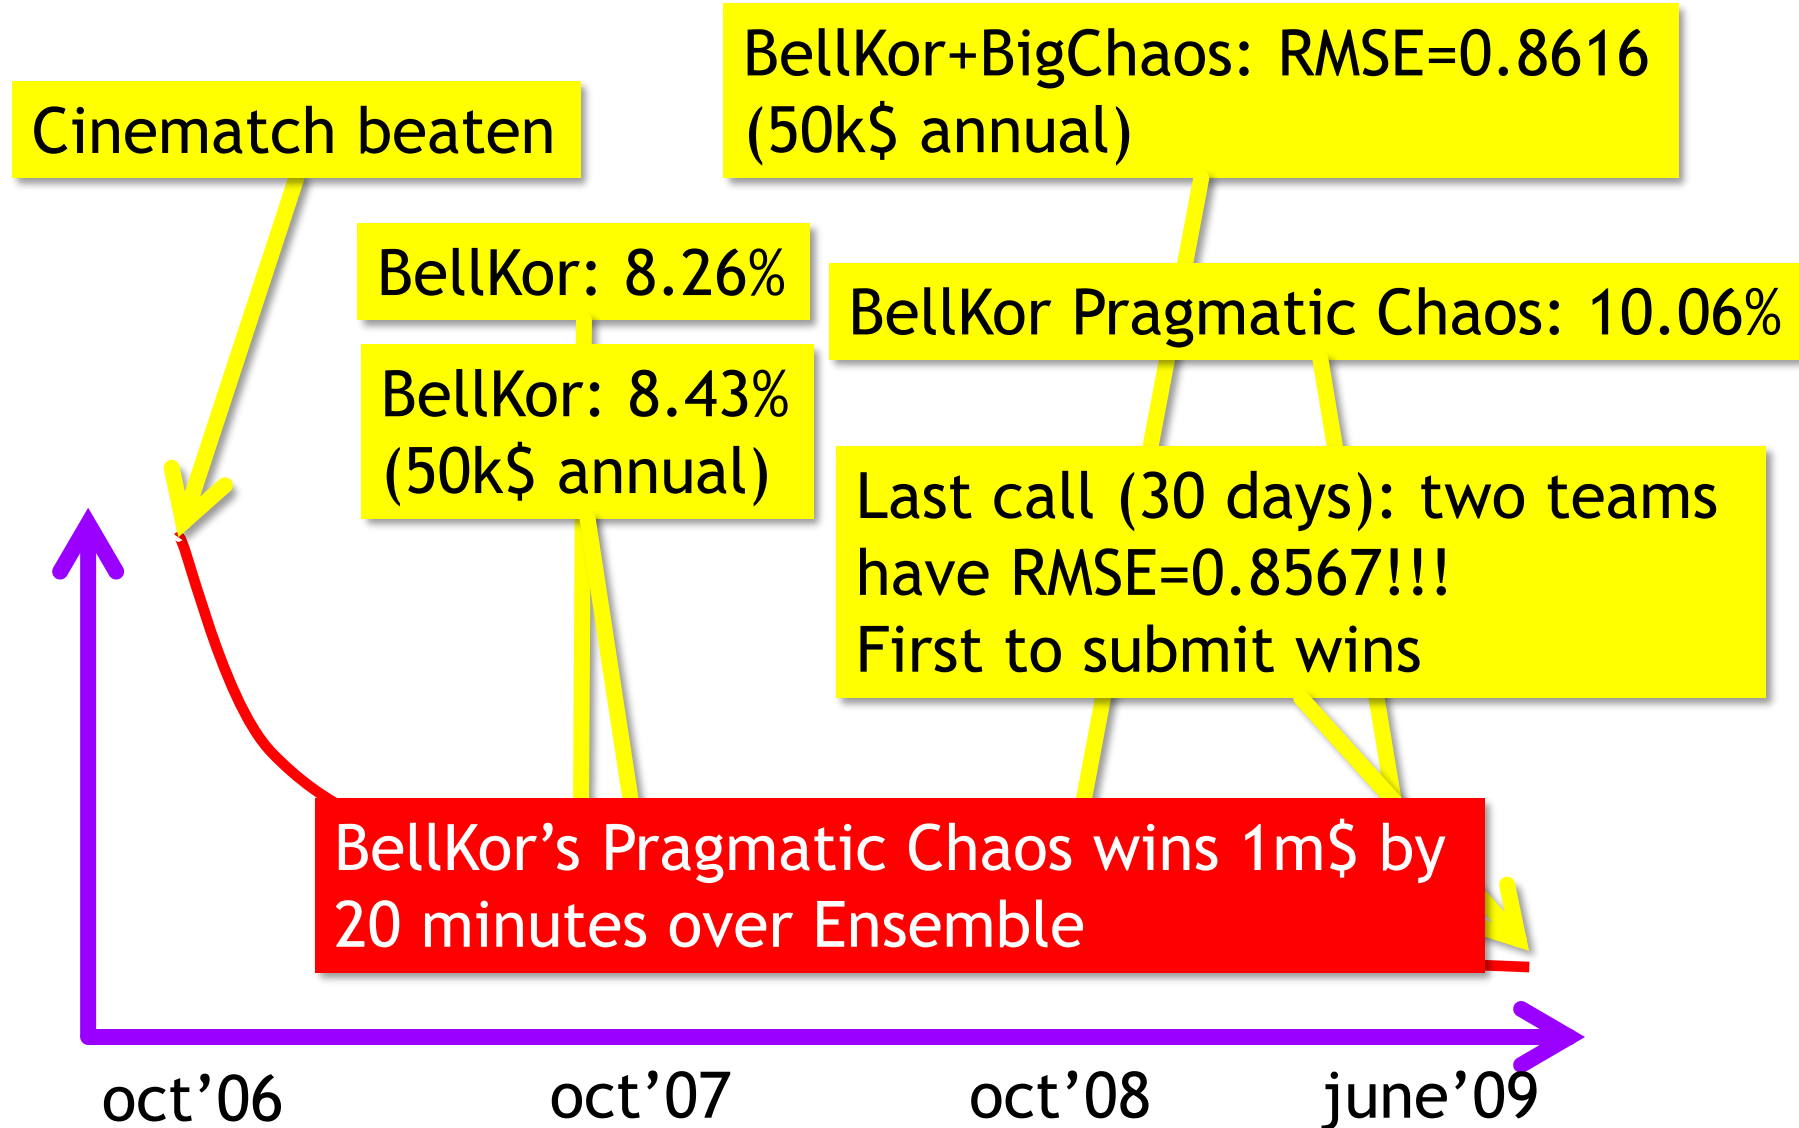 BellKor+BigChaos: RMSE=0.8616
(50k$ annual)
Cinematch beaten
BellKor: 8.26%
BellKor Pragmatic Chaos: 10.06%
BellKor: 8.43%
(50k$ annual)
Last call (30 days): two teams
have RMSE=0.8567!!!
First to submit wins
BellKor’s Pragmatic Chaos wins 1m$ by
20 minutes over Ensemble
oct’06
oct’07
oct’08
june’09